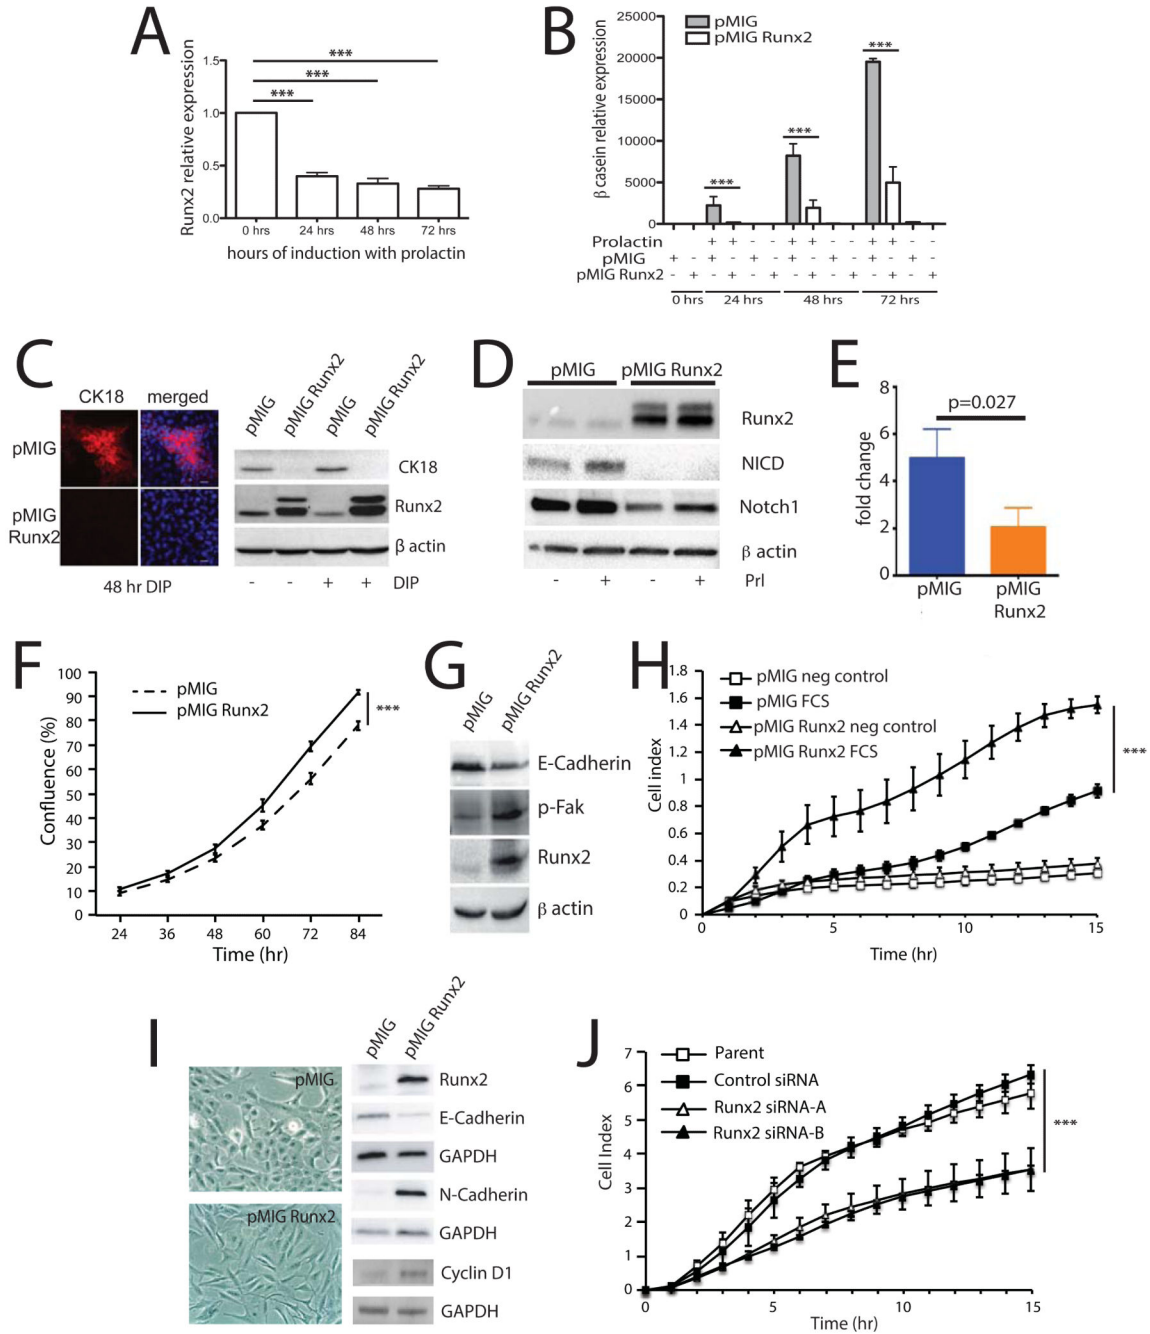 A
Runx2 relative expression
1.5
1.0
0.5
0.0
***
***
***
0 hrs 24 hrs 48 hrs 72 hrs
hours of induction with prolactin
B
β casein relative expression
25000
20000
15000
10000
5000
0
pMIG
pMIG Runx2
***
***
***
Prolactin + + - - + + - - + + - -
pMIG + - + - + - + - + - + - + -
pMIG Runx2 - + - + - + - + - + - + - +
0 hrs 24 hrs 48 hrs 72 hrs
C
CK18 merged
pMIG
pMIG Runx2
48 hr DIP
pMIG pMIG Runx2 pMIG pMIG Runx2
CK18
Runx2
β actin
- - + + DIP
D
pMIG pMIG Runx2
Runx2
NICD
Notch1
β actin
- + - + Prl
E
fold change
8
6
4
2
0
p=0.027
pMIG pMIG
Runx2
F
Confluence (%)
100
90
80
70
60
50
40
30
20
10
0
pMIG
pMIG Runx2
***
24 36 48 60 72 84
Time (hr)
G
pMIG pMIG Runx2
E-Cadherin
p-Fak
Runx2
β actin
H
Cell index
1.8
1.6
1.4
1.2
1
0.8
0.6
0.4
0.2
0
pMIG neg control
pMIG FCS
pMIG Runx2 neg control
pMIG Runx2 FCS
***
0 5 10 15
Time (hr)
I
pMIG
pMIG Runx2
pMIG pMIG Runx2
Runx2
E-Cadherin
GAPDH
N-Cadherin
GAPDH
Cyclin D1
GAPDH
J
Cell Index
7
6
5
4
3
2
1
0
Parent
Control siRNA
Runx2 siRNA-A
Runx2 siRNA-B
***
0 5 10 15
Time (hr)